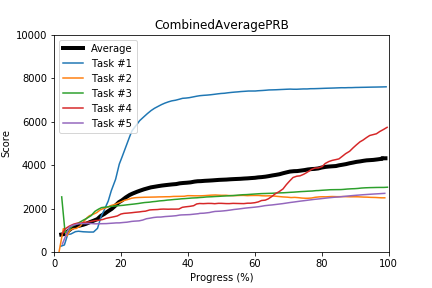 CombinedAveragePRB
10000
8000
6000
4000
2000
0
Score
Average
Task #1
Task #2
Task #3
Task #4
Task #5
0 20 40 60 80 100
Progress (%)